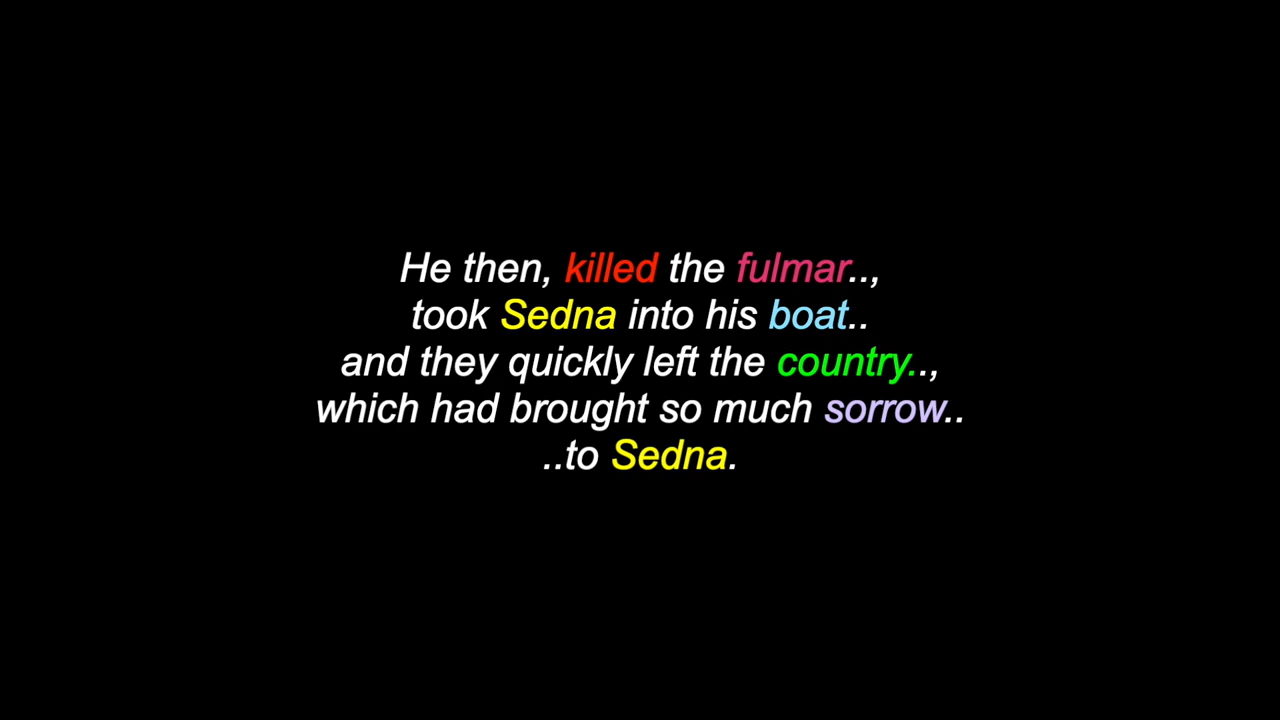 He then, killed the fulmar..,
took Sedna into his boat..
and they quickly left the country..,
which had brought so much sorrow..
..to Sedna.